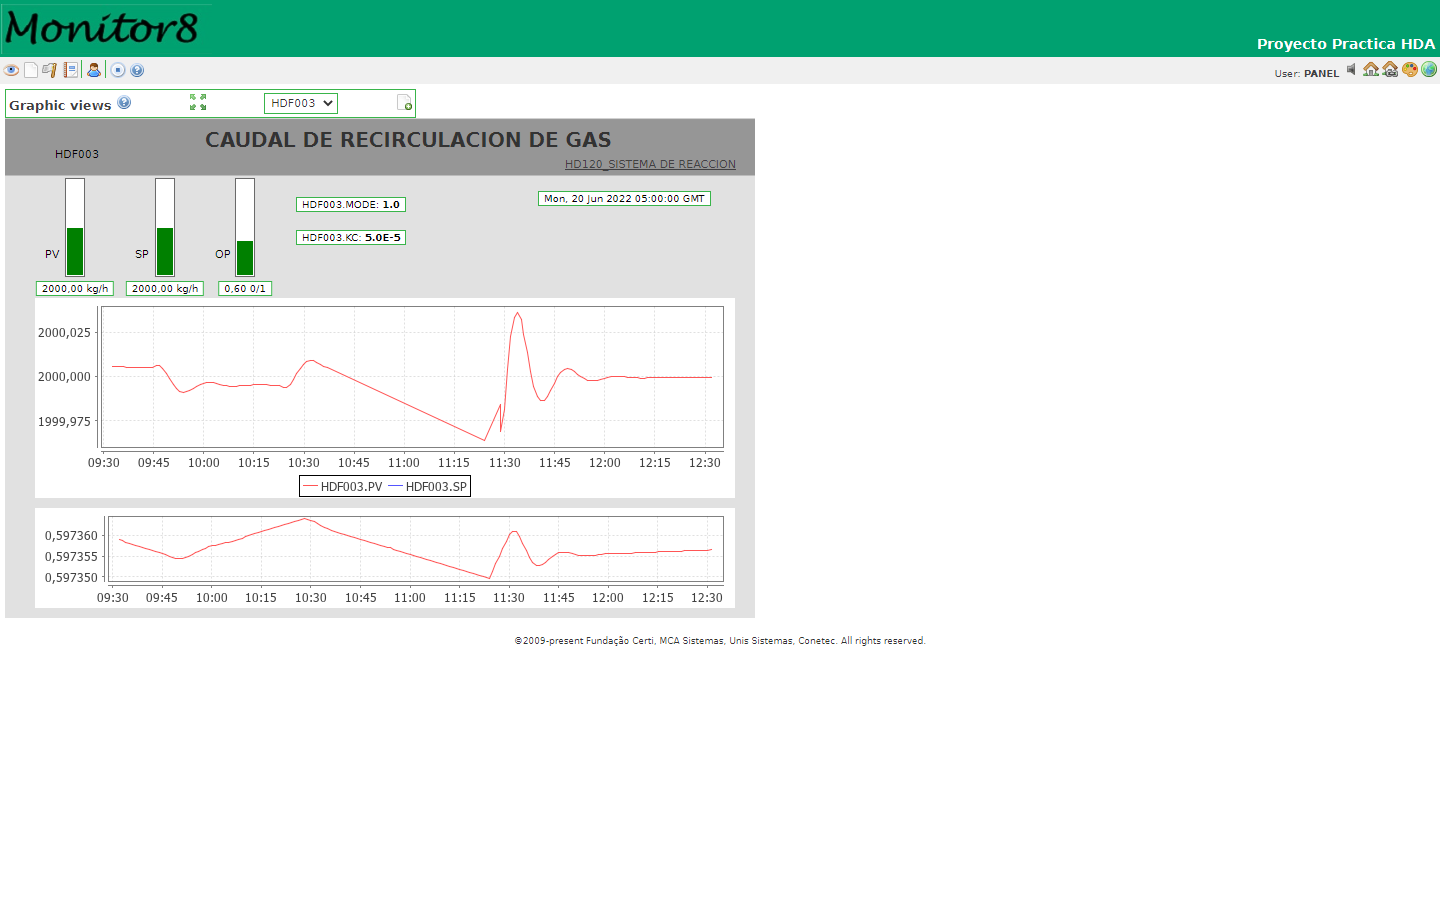 Monitor8
Proyecto Practica HDA
User: PANEL
Graphic views
HDF003
CAUDAL DE RECIRCULACION DE GAS
HDF003
HD120_SISTEMA DE REACCION
HDF003.MODE: 1.0
Mon, 20 Jun 2022 05:00:00 GMT
HDF003.KC: 5.0E-5
PV SP OP
2000,00 kg/h 2000,00 kg/h 0,60 0/1
2000,025
2000,000
1999,975
09:30 09:45 10:00 10:15 10:30 10:45 11:00 11:15 11:30 11:45 12:00 12:15 12:30
HDF003.PV HDF003.SP
0,597360
0,597355
0,597350
09:30 09:45 10:00 10:15 10:30 10:45 11:00 11:15 11:30 11:45 12:00 12:15 12:30
©2009-present Fundação Certi, MCA Sistemas, Unis Sistemas, Conetec. All rights reserved.